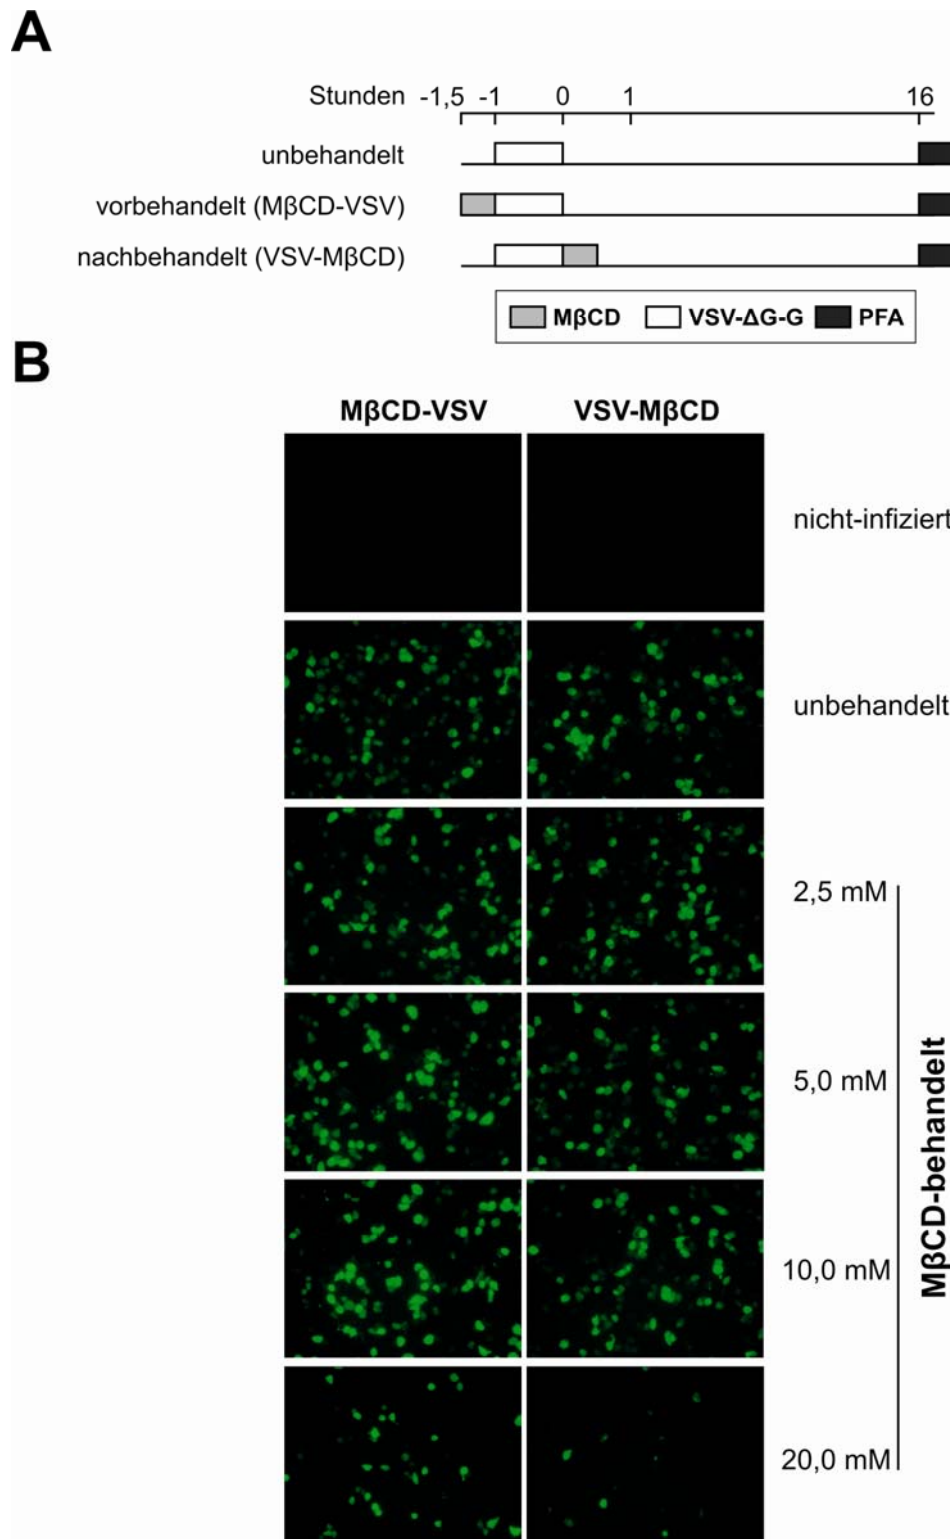 A
Stunden -1,5 -1 0 1 16
unbehandelt
vorbehandelt (MβCD-VSV)
nachbehandelt (VSV-MβCD)
MβCD VSV-ΔG-G PFA
B
MβCD-VSV VSV-MβCD
nicht-infiziert
unbehandelt
2,5 mM
5,0 mM
10,0 mM
20,0 mM
MβCD-behandelt